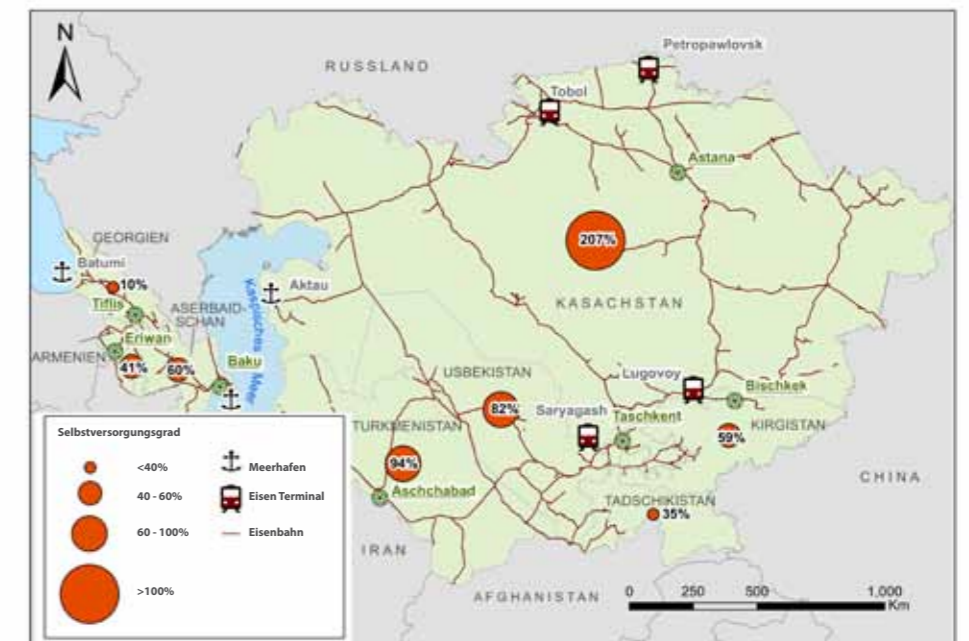 N
RUSSLAND
Petropawlovsk
Tobol
Astana
207%
GEORGIEN
Batumi
10%
Tiflis
ASERBAID-
SCHAN
Aktau
Kaspisches Meer
KASACHSTAN
Eriwan
ARMENIEN
41%
60%
Baku
USBEKISTAN
Lugovoy
Bischkek
82%
Saryagash
Taschkent
TURKMENISTAN
59%
KIRGISTAN
94%
CHINA
Aschchabad
TADSCHIKISTAN
35%
IRAN
AFGHANISTAN
0 250 500 1,000
Km
Selbstversorgungsgrad
<40%
Meerhafen
40 - 60%
Eisen Terminal
60 - 100%
Eisenbahn
>100%